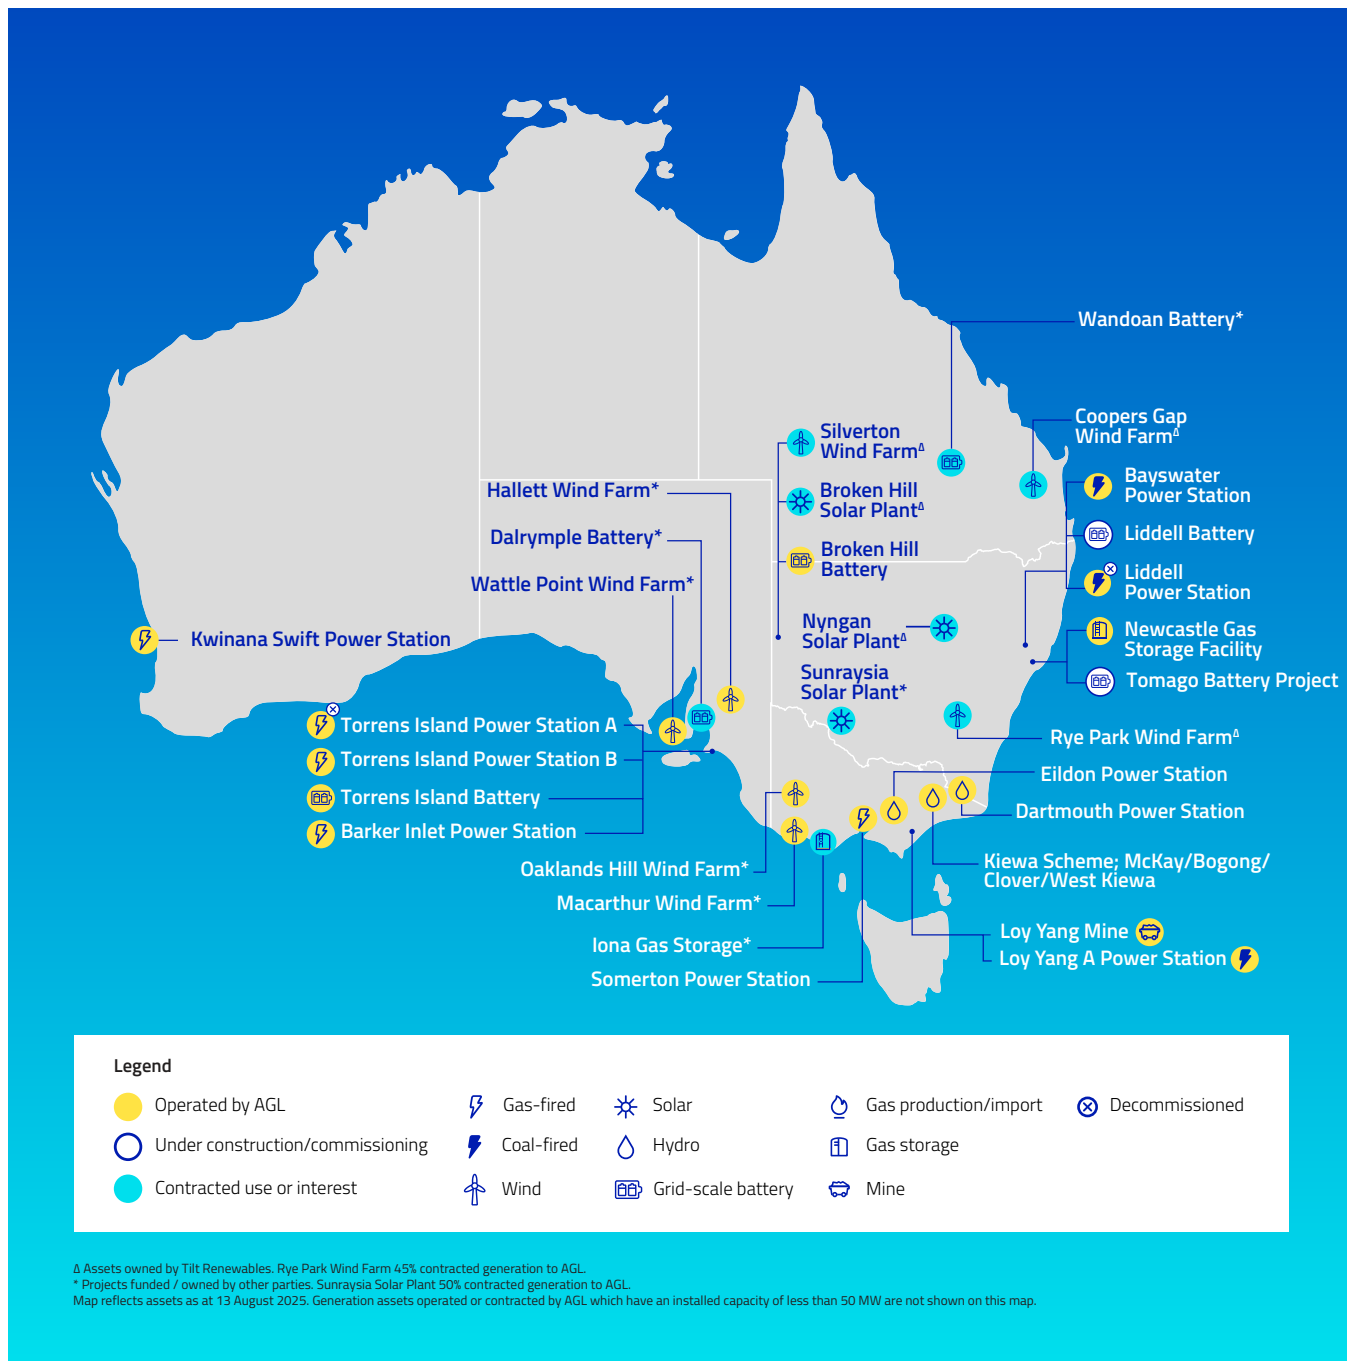 Wandoan Battery*
Coopers Gap
Wind Farm∆
Silverton
Wind Farm∆
Bayswater
Power Station
Hallett Wind Farm*
Broken Hill
Solar Plant∆
Dalrymple Battery*
Liddell Battery
Broken Hill
Battery
Wattle Point Wind Farm*
Liddell
Power Station
Kwinana Swift Power Station
Nyngan
Solar Plant∆
Newcastle Gas
Storage Facility
Sunraysia
Solar Plant*
Tomago Battery Project
Torrens Island Power Station A
Rye Park Wind Farm∆
Torrens Island Power Station B
Eildon Power Station
Torrens Island Battery
Dartmouth Power Station
Barker Inlet Power Station
Oaklands Hill Wind Farm*
Kiewa Scheme; McKay/Bogong/
Clover/West Kiewa
Macarthur Wind Farm*
Loy Yang Mine
Iona Gas Storage*
Loy Yang A Power Station
Somerton Power Station
Legend
Operated by AGL
Under construction/commissioning
Contracted use or interest
Gas-fired
Coal-fired
Wind
Solar
Hydro
Grid-scale battery
Gas production/import
Gas storage
Mine
Decommissioned
∆ Assets owned by Tilt Renewables. Rye Park Wind Farm 45% contracted generation to AGL.
* Projects funded / owned by other parties. Sunraysia Solar Plant 50% contracted generation to AGL.
Map reflects assets as at 13 August 2025. Generation assets operated or contracted by AGL which have an installed capacity of less than 50 MW are not shown on this map.